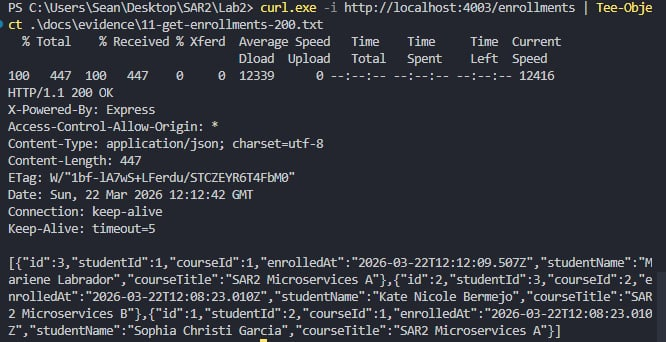 PS C:\Users\Sean\Desktop\SAR2\Lab2> curl.exe -i http://localhost:4003/enrollments | Tee-Obje
ct .\docs\evidence\11-get-enrollments-200.txt
% Total % Received % Xferd Average Speed Time Time Time Current
Dload Upload Total Spent Left Speed
100 447 100 447 0 0 12339 0 --:--:-- --:--:-- --:--:-- 12416
HTTP/1.1 200 OK
X-Powered-By: Express
Access-Control-Allow-Origin: *
Content-Type: application/json; charset=utf-8
Content-Length: 447
ETag: W/"1bf-lA7wS+LFerdu/STCZEYR6T4FbM0"
Date: Sun, 22 Mar 2026 12:12:42 GMT
Connection: keep-alive
Keep-Alive: timeout=5
[{"id":3,"studentId":1,"courseId":1,"enrolledAt":"2026-03-22T12:12:09.507Z","studentName":"M
ariene Labrador","courseTitle":"SAR2 Microservices A"},{"id":2,"studentId":3,"courseId":2,"e
nrolledAt":"2026-03-22T12:08:23.010Z","studentName":"Kate Nicole Bermejo","courseTitle":"SAR
2 Microservices B"},{"id":1,"studentId":2,"courseId":1,"enrolledAt":"2026-03-22T12:08:23.010
Z","studentName":"Sophia Christi Garcia","courseTitle":"SAR2 Microservices A"}]